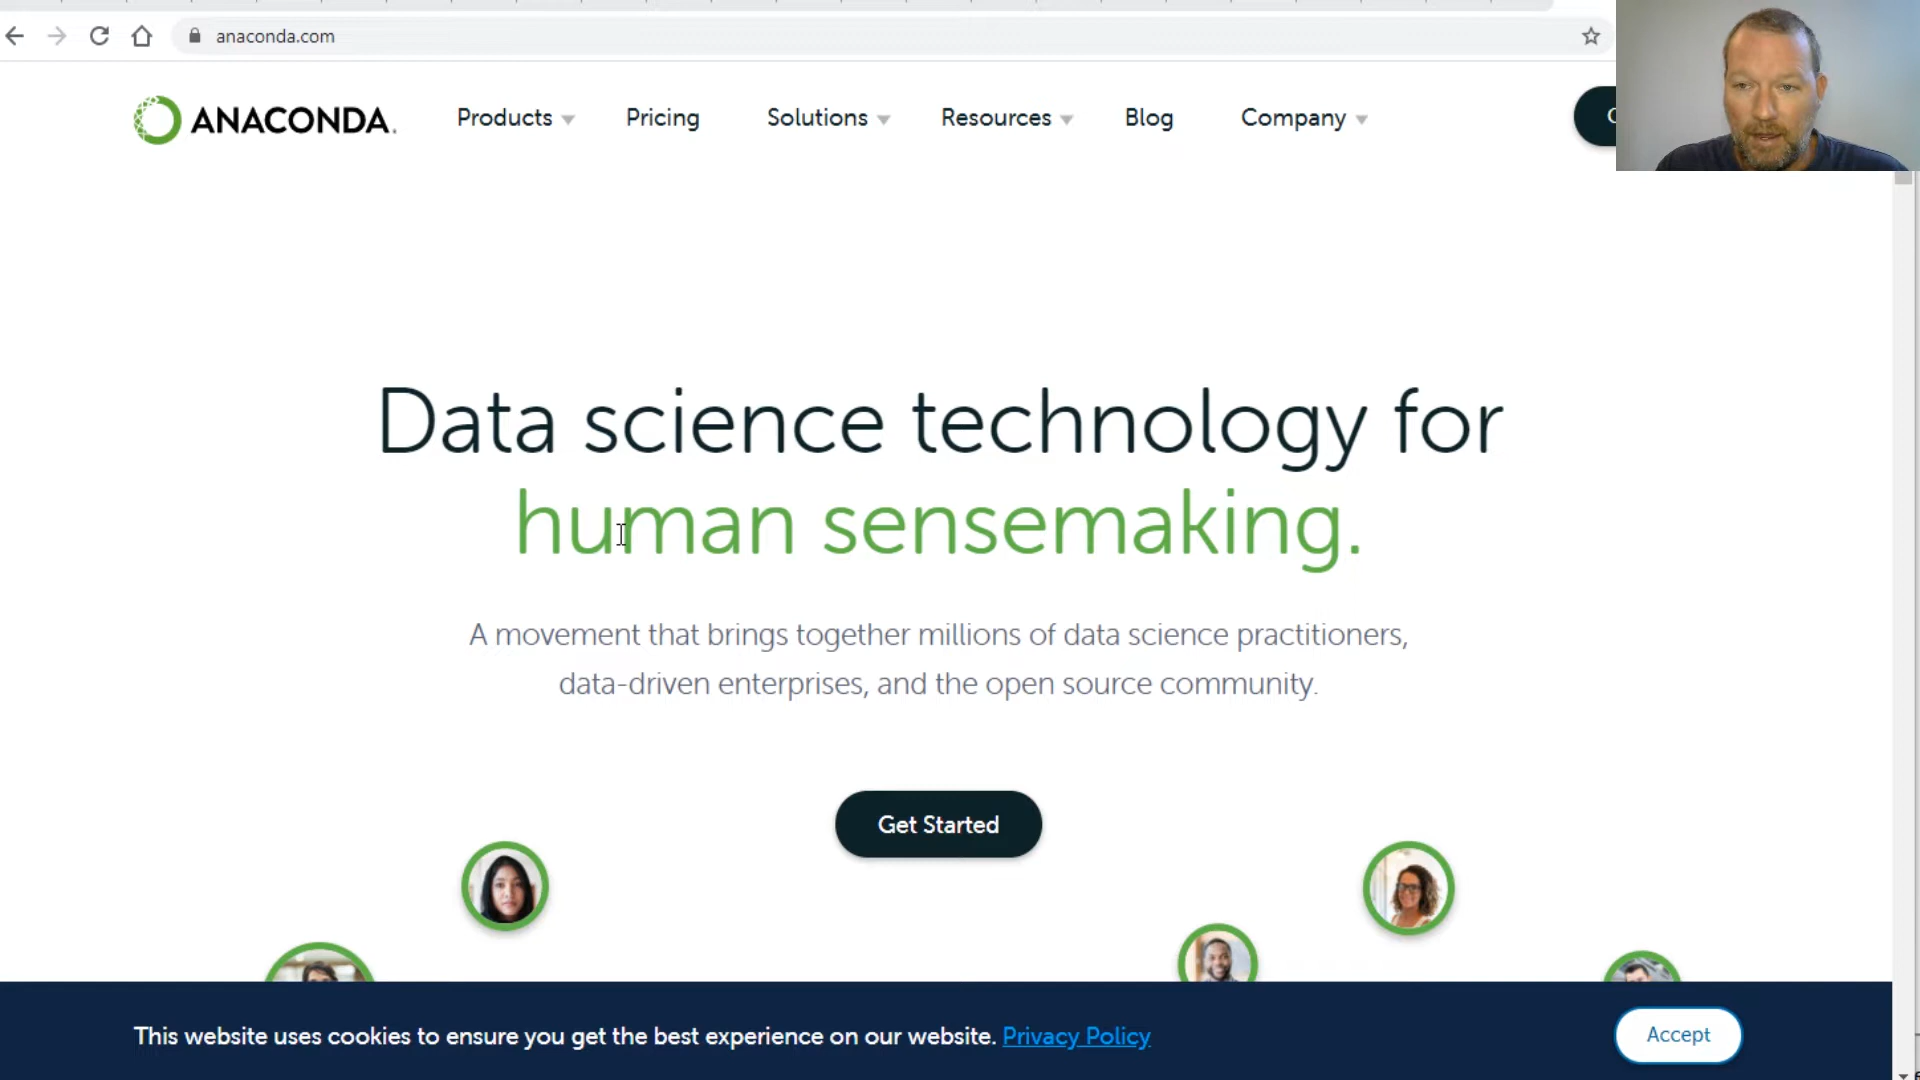 anaconda.com
ANACONDA.
Products
Pricing
Solutions
Resources
Blog
Company
Data science technology for
human sensemaking.
A movement that brings together millions of data science practitioners,
data-driven enterprises, and the open source community.
Get Started
This website uses cookies to ensure you get the best experience on our website. Privacy Policy
Accept